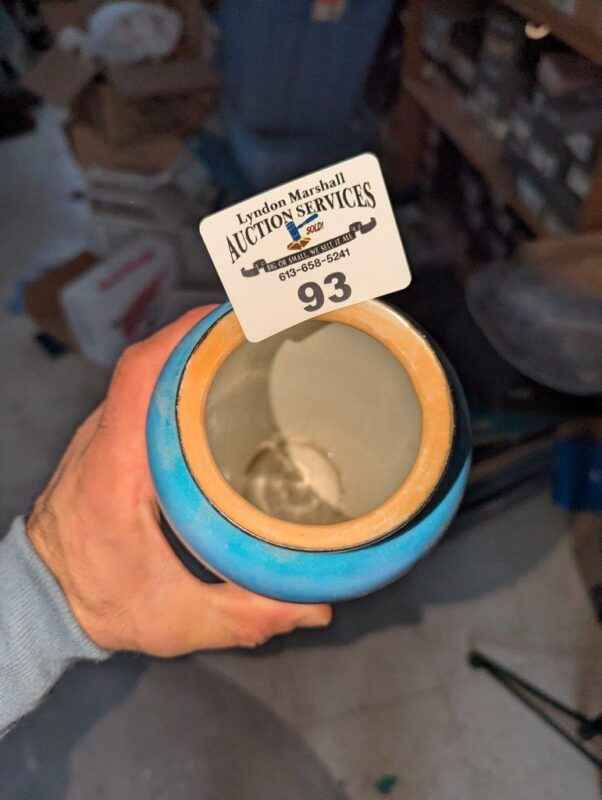 Lyndon Marshall
AUCTION SERVICES
SOLD!
BIG OR SMALL, WE SELL IT ALL
613-658-5241
93